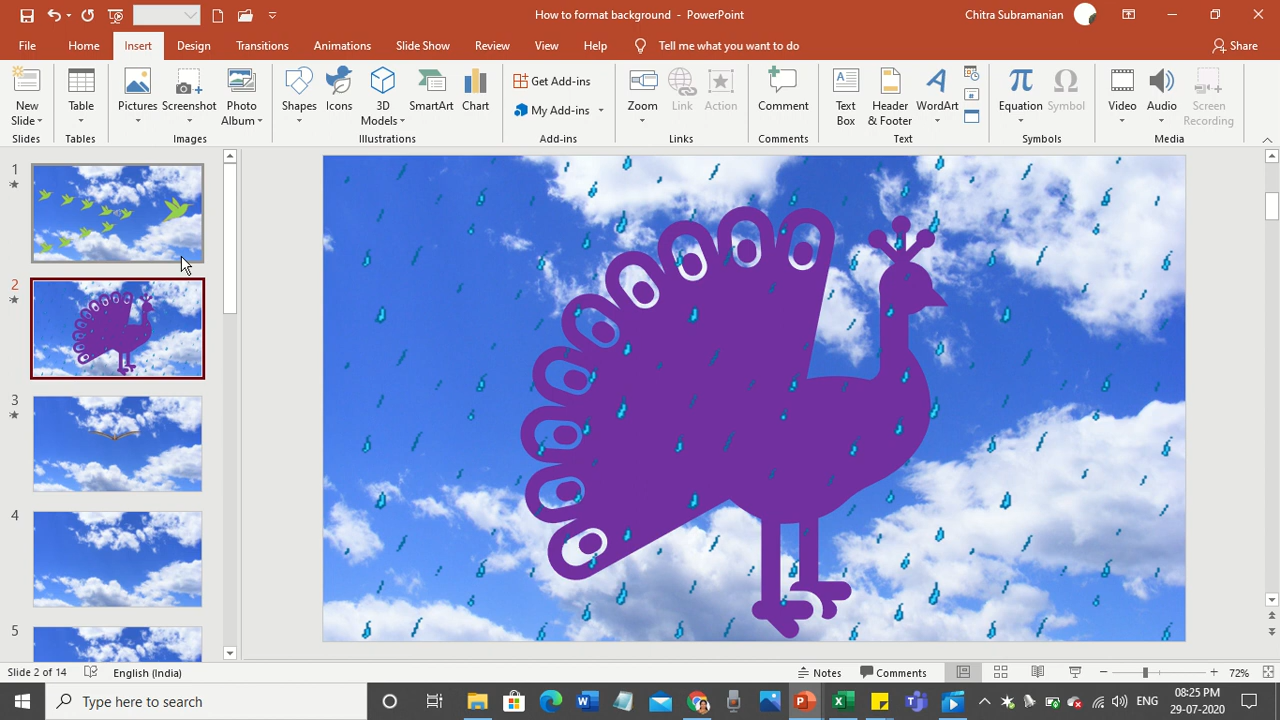 How to format background - PowerPoint
Chitra Subramanian
File Home Insert Design Transitions Animations Slide Show Review View Help Tell me what you want to do Share
New Slide
Table
Pictures
Screenshot
Photo Album
Shapes
Icons
3D Models
SmartArt
Chart
Get Add-ins
My Add-ins
Zoom
Link
Action
Comment
Text Box
Header & Footer
WordArt
Equation
Symbol
Video
Audio
Screen Recording
Slides Tables Images Illustrations Add-ins Links Comments Text Symbols Media
1
2
3
4
5
Slide 2 of 14 English (India) Notes Comments 72%
Type here to search
ENG
08:25 PM
29-07-2020